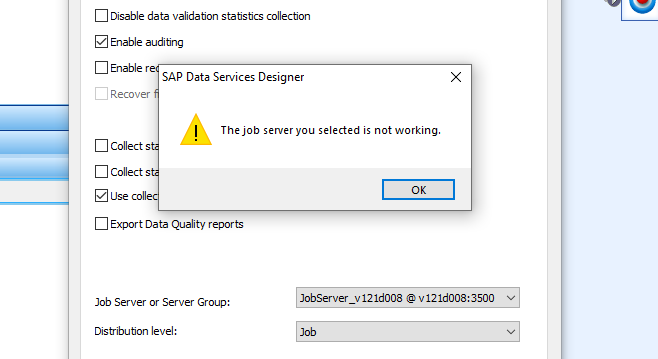 Disable data validation statistics collection
Enable auditing
Enable rec
SAP Data Services Designer
Recover f
The job server you selected is not working.
Collect sta
Collect sta
OK
Use collec
Export Data Quality reports
Job Server or Server Group:
JobServer_v121d008 @ v121d008:3500
Distribution level:
Job